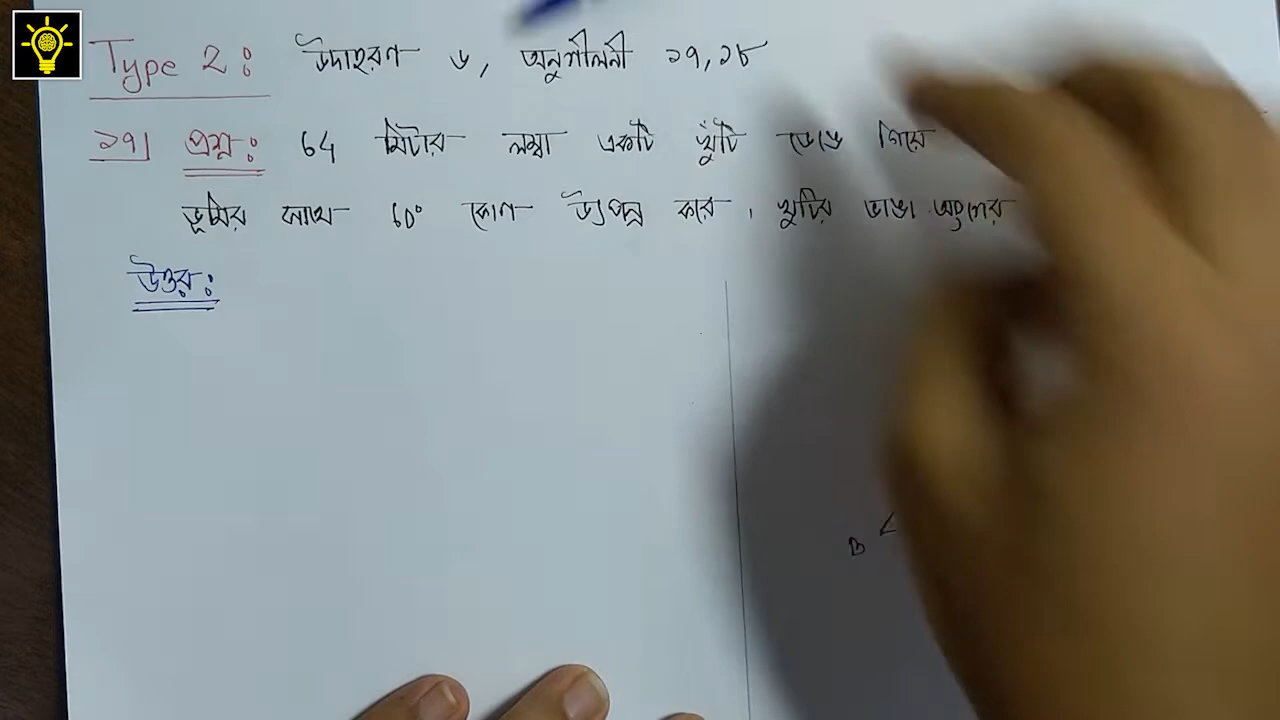 Type 2: উদাহরণ ৬, অনুশীলনী ১৭,১৮
১৭| প্রশ্ন: 64 মিটার লম্বা একটি খুঁটি ভেঙে গিয়ে
ভূমির সাথে 60° কোণ উৎপন্ন করে। খুটির ভাঙা অংশের
উত্তর:
B